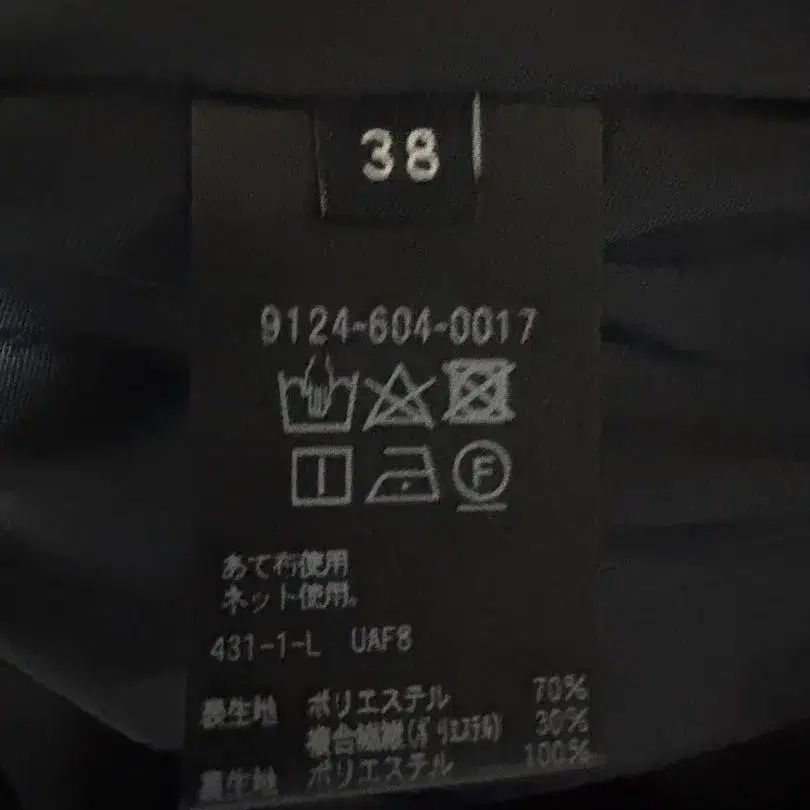 38
9124-604-0017
F
あて布使用
ネット使用。
431-1-L UAF8
表生地 ポリエステル 70%
複合繊維(ポリエステル) 30%
裏生地 ポリエステル 100%